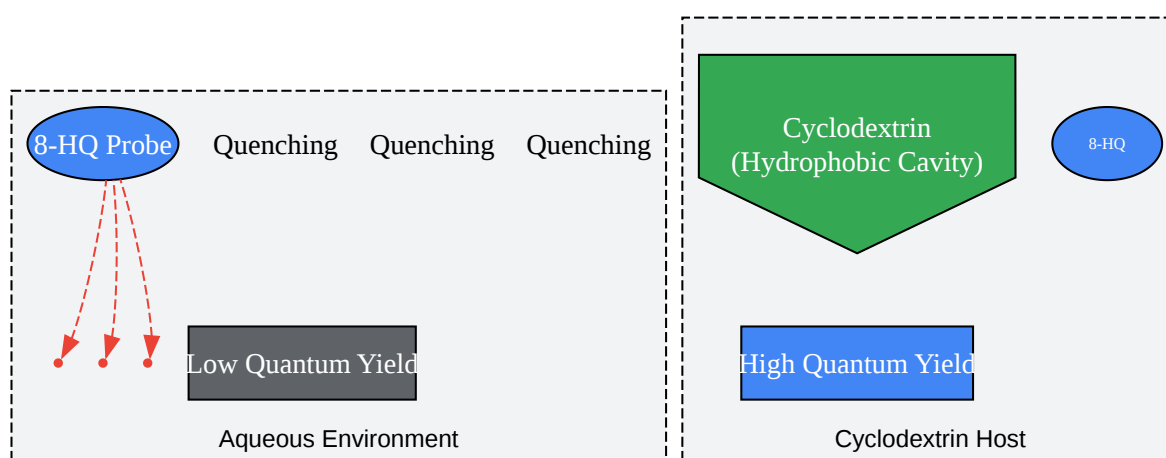 8-HQ Probe
Quenching
Quenching
Quenching
Low Quantum Yield
Aqueous Environment
Cyclodextrin
(Hydrophobic Cavity)
8-HQ
High Quantum Yield
Cyclodextrin Host